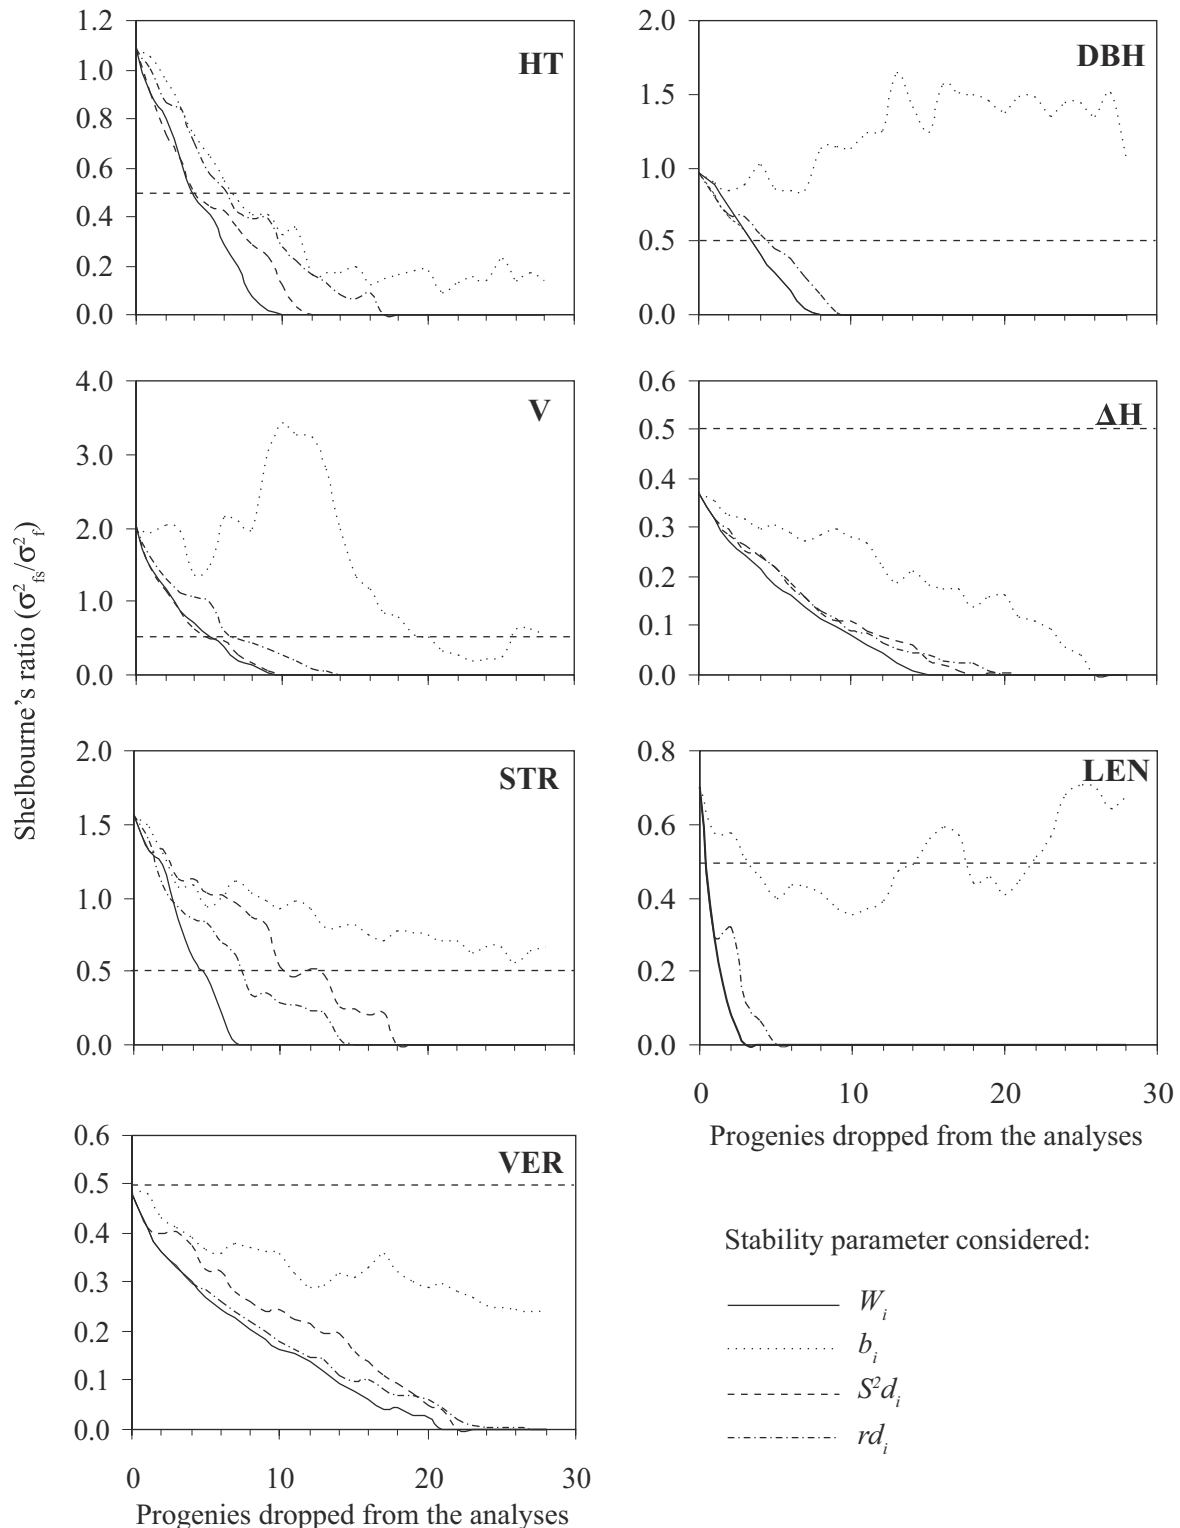 Shelbourne's ratio (σ²fs/σ²f)
HT
1.2
1.0
0.8
0.6
0.4
0.2
0.0
DBH
2.0
1.5
1.0
0.5
0.0
V
4.0
3.0
2.0
1.0
0.0
ΔH
0.6
0.5
0.4
0.3
0.2
0.1
0.0
STR
2.0
1.5
1.0
0.5
0.0
LEN
0.8
0.6
0.4
0.2
0.0
0 10 20 30
Progenies dropped from the analyses
VER
0.6
0.5
0.4
0.3
0.2
0.1
0.0
0 10 20 30
Progenies dropped from the analyses
Stability parameter considered:
Wi
bi
S²di
rdi